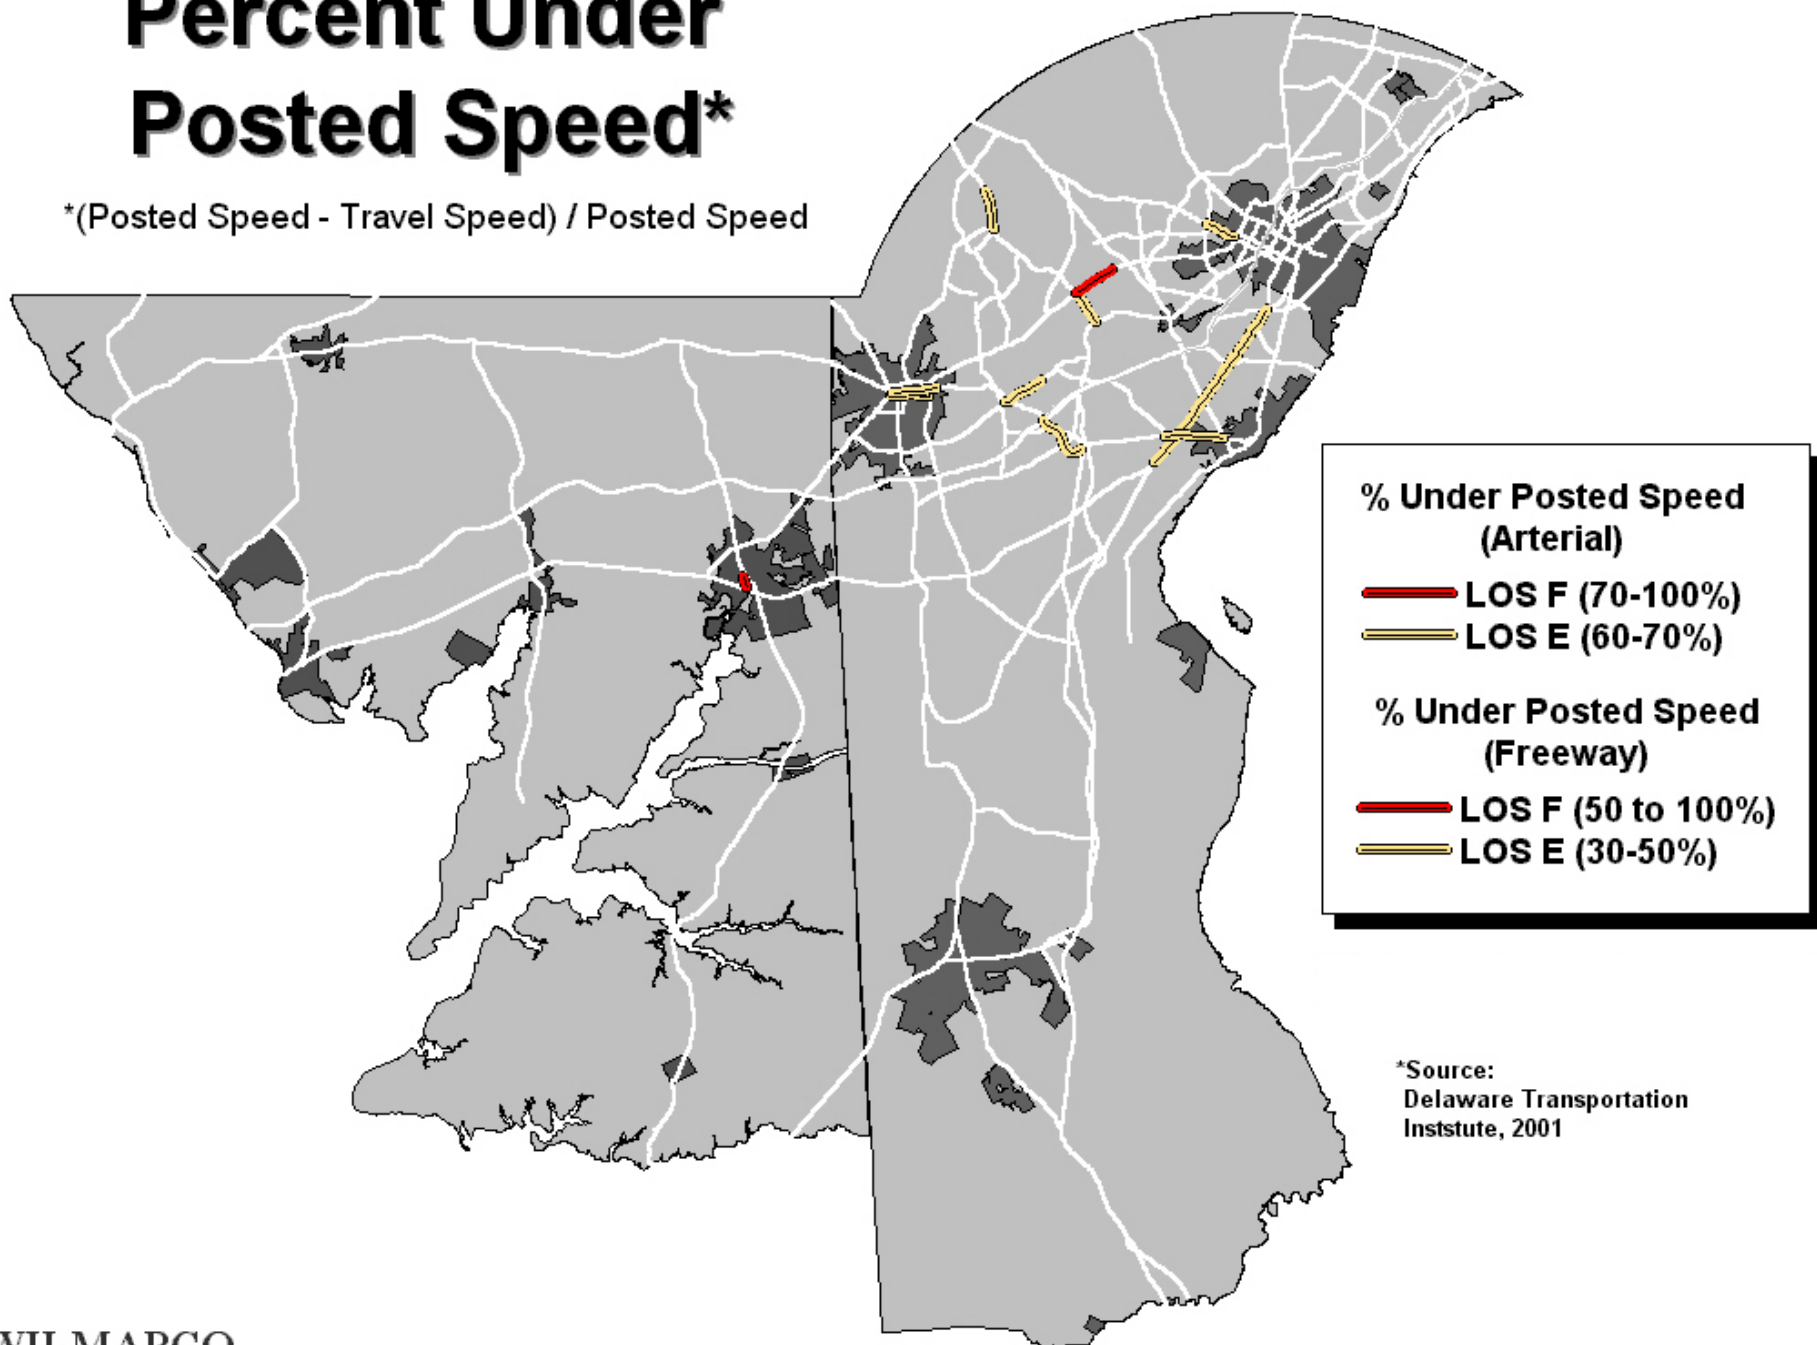 Percent Under
Posted Speed*
*(Posted Speed - Travel Speed) / Posted Speed
% Under Posted Speed
(Arterial)
LOS F (70-100%)
LOS E (60-70%)
% Under Posted Speed
(Freeway)
LOS F (50 to 100%)
LOS E (30-50%)
*Source:
Delaware Transportation
Inststute, 2001